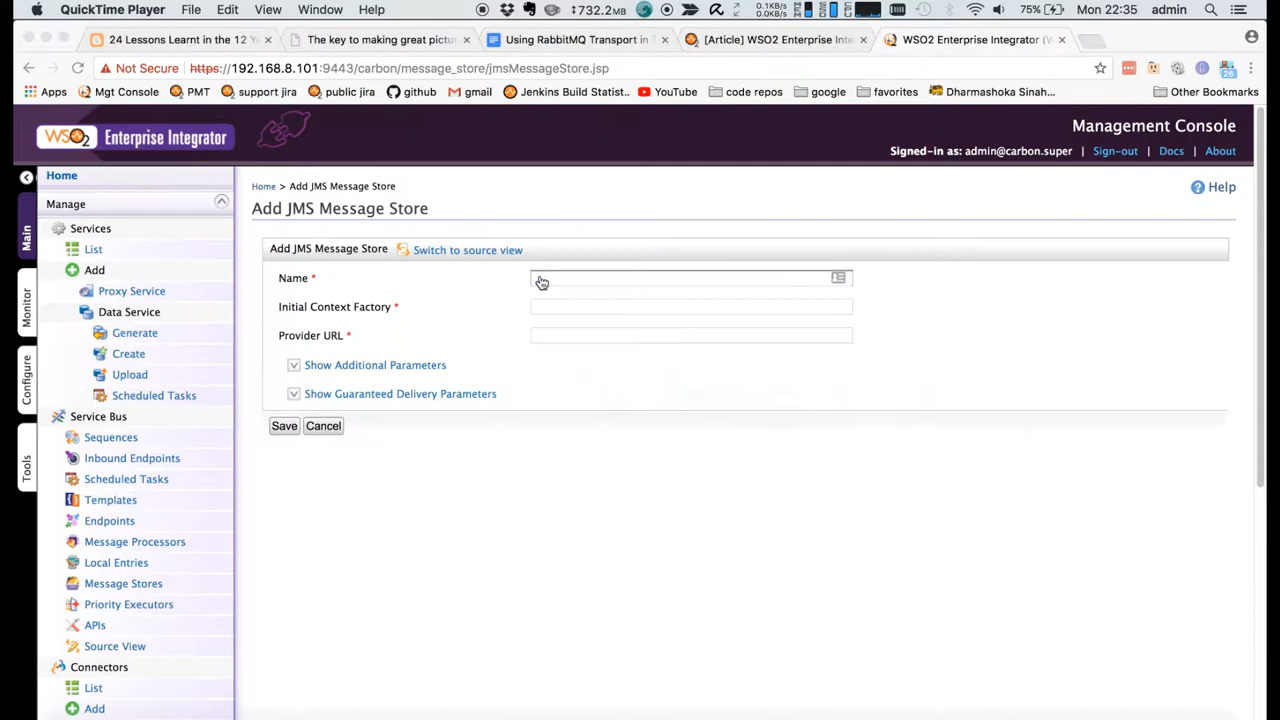 QuickTime Player File Edit View Window Help 732.2MB 0.1KB/s 0.0KB/s 75% Mon 22:35 admin
24 Lessons Learnt in the 12 Y The key to making great pictur Using RabbitMQ Transport in [Article] WSO2 Enterprise Inte WSO2 Enterprise Integrator (W
Not Secure https://192.168.8.101:9443/carbon/message_store/jmsMessageStore.jsp 26
Apps Mgt Console PMT support jira public jira github gmail Jenkins Build Statist.. YouTube code repos google favorites Dharmashoka Sinah... Other Bookmarks
WSO2 Enterprise Integrator
Management Console
Signed-in as: admin@carbon.super | Sign-out | Docs | About
Main
Monitor
Configure
Tools
Home
Manage
Services
List
Add
Proxy Service
Data Service
Generate
Create
Upload
Scheduled Tasks
Service Bus
Sequences
Inbound Endpoints
Scheduled Tasks
Templates
Endpoints
Message Processors
Local Entries
Message Stores
Priority Executors
APIs
Source View
Connectors
List
Add
Home > Add JMS Message Store
Help
Add JMS Message Store
Add JMS Message Store Switch to source view
Name *
Initial Context Factory *
Provider URL *
Show Additional Parameters
Show Guaranteed Delivery Parameters
Save Cancel